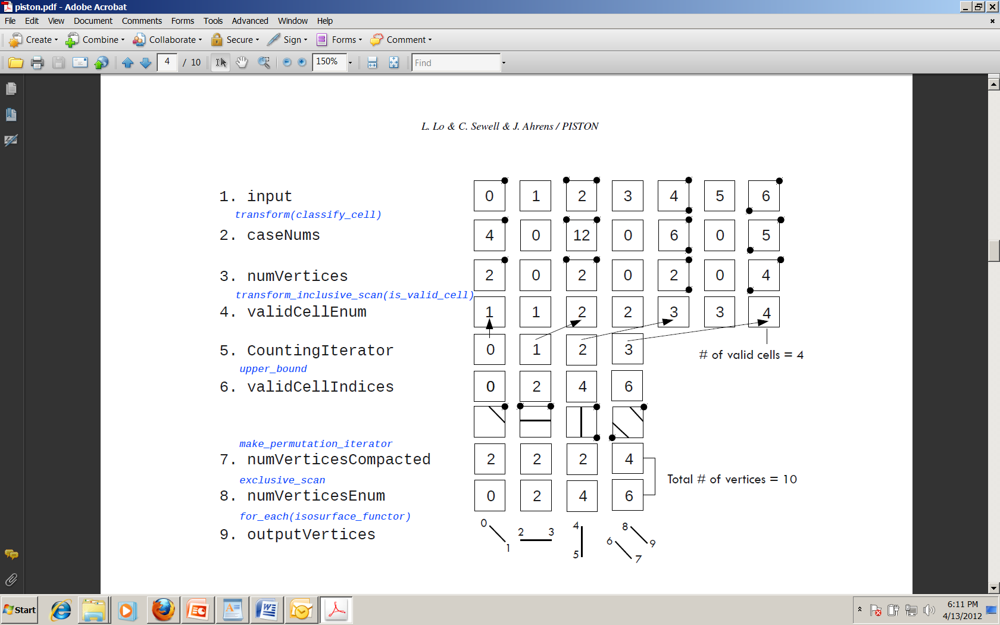 piston.pdf - Adobe Acrobat
File Edit View Document Comments Forms Tools Advanced Window Help
Create Combine Collaborate Secure Sign Forms Comment
4 / 10 150% Find
L. Lo & C. Sewell & J. Ahrens / PISTON
1. input 0 1 2 3 4 5 6
transform(classify_cell)
2. caseNums 4 0 12 0 6 0 5
3. numVertices 2 0 2 0 2 0 4
transform_inclusive_scan(is_valid_cell)
4. validCellEnum 1 1 2 2 3 3 4
5. CountingIterator 0 1 2 3
# of valid cells = 4
upper_bound
6. validCellIndices 0 2 4 6
make_permutation_iterator
7. numVerticesCompacted 2 2 2 4
exclusive_scan
Total # of vertices = 10
8. numVerticesEnum 0 2 4 6
for_each(isosurface_functor)
9. outputVertices 0 1 2 3 4 5 6 7 8 9
Start
6:11 PM
4/13/2012